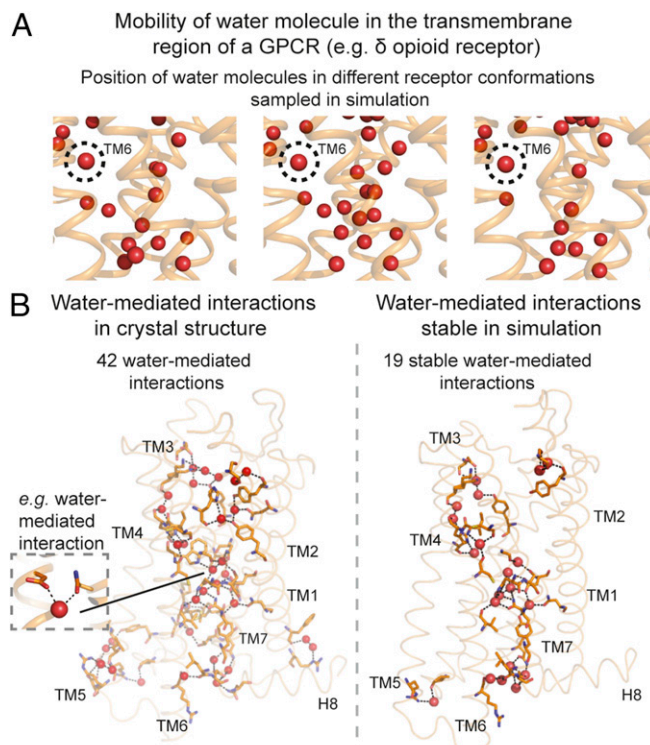 A
Mobility of water molecule in the transmembrane
region of a GPCR (e.g. δ opioid receptor)
Position of water molecules in different receptor conformations
sampled in simulation
TM6
TM6
TM6
B
Water-mediated interactions
in crystal structure
42 water-mediated
interactions
TM3
e.g. water-
mediated
interaction
TM4
TM2
TM1
TM7
TM5
TM6
H8
Water-mediated interactions
stable in simulation
19 stable water-mediated
interactions
TM3
TM2
TM4
TM1
TM7
TM5
TM6
H8